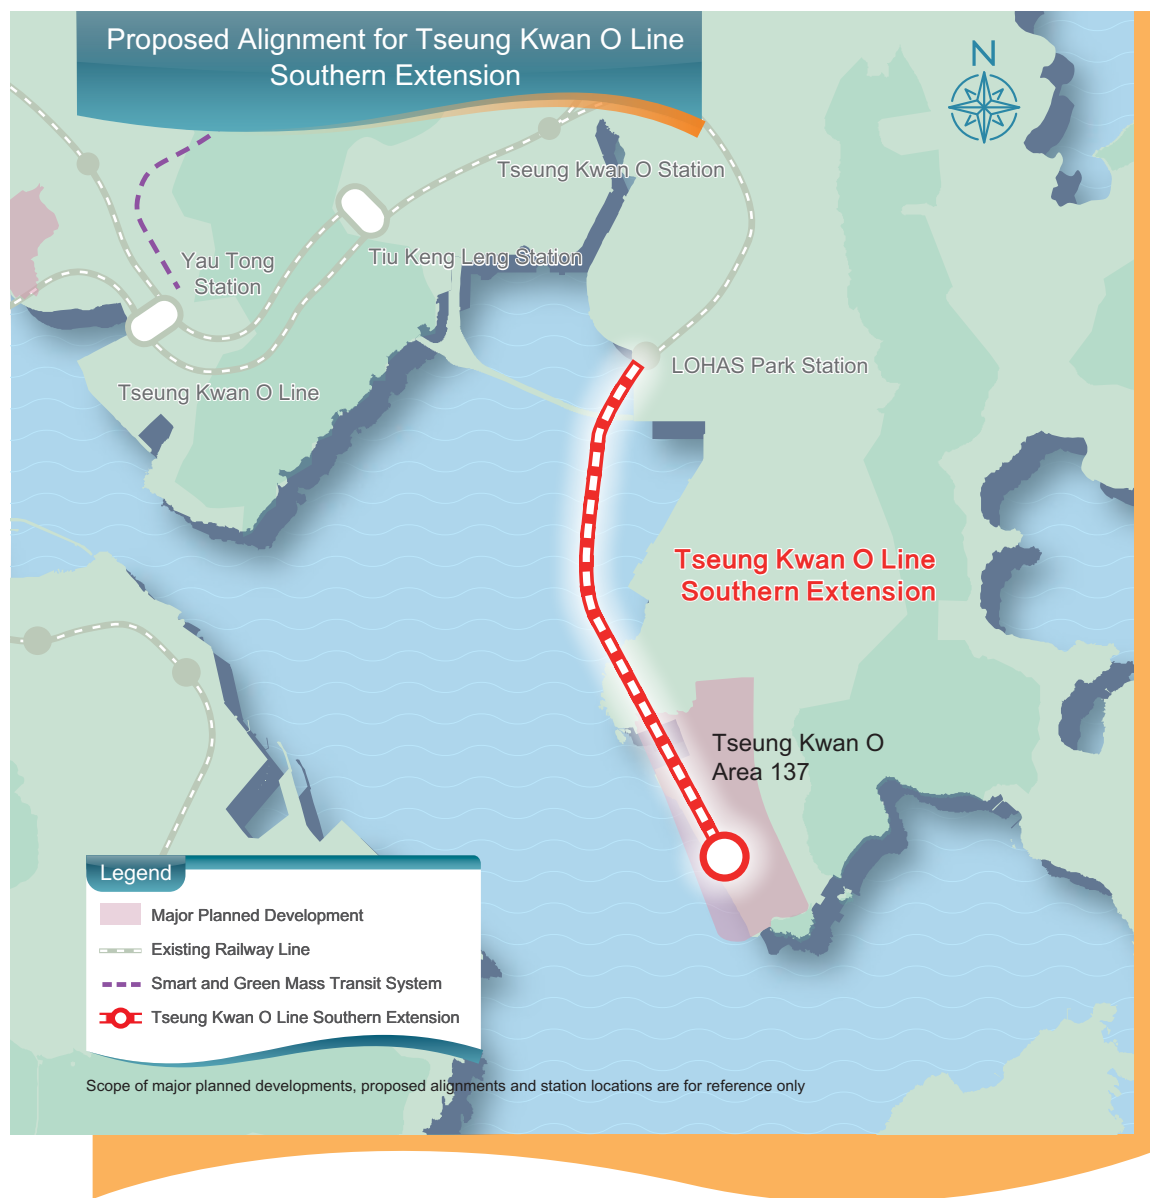 Proposed Alignment for Tseung Kwan O Line
Southern Extension
N
Tseung Kwan O Station
Yau Tong
Station
Tiu Keng Leng Station
LOHAS Park Station
Tseung Kwan O Line
Tseung Kwan O Line
Southern Extension
Tseung Kwan O
Area 137
Legend
Major Planned Development
Existing Railway Line
Smart and Green Mass Transit System
Tseung Kwan O Line Southern Extension
Scope of major planned developments, proposed alignments and station locations are for reference only